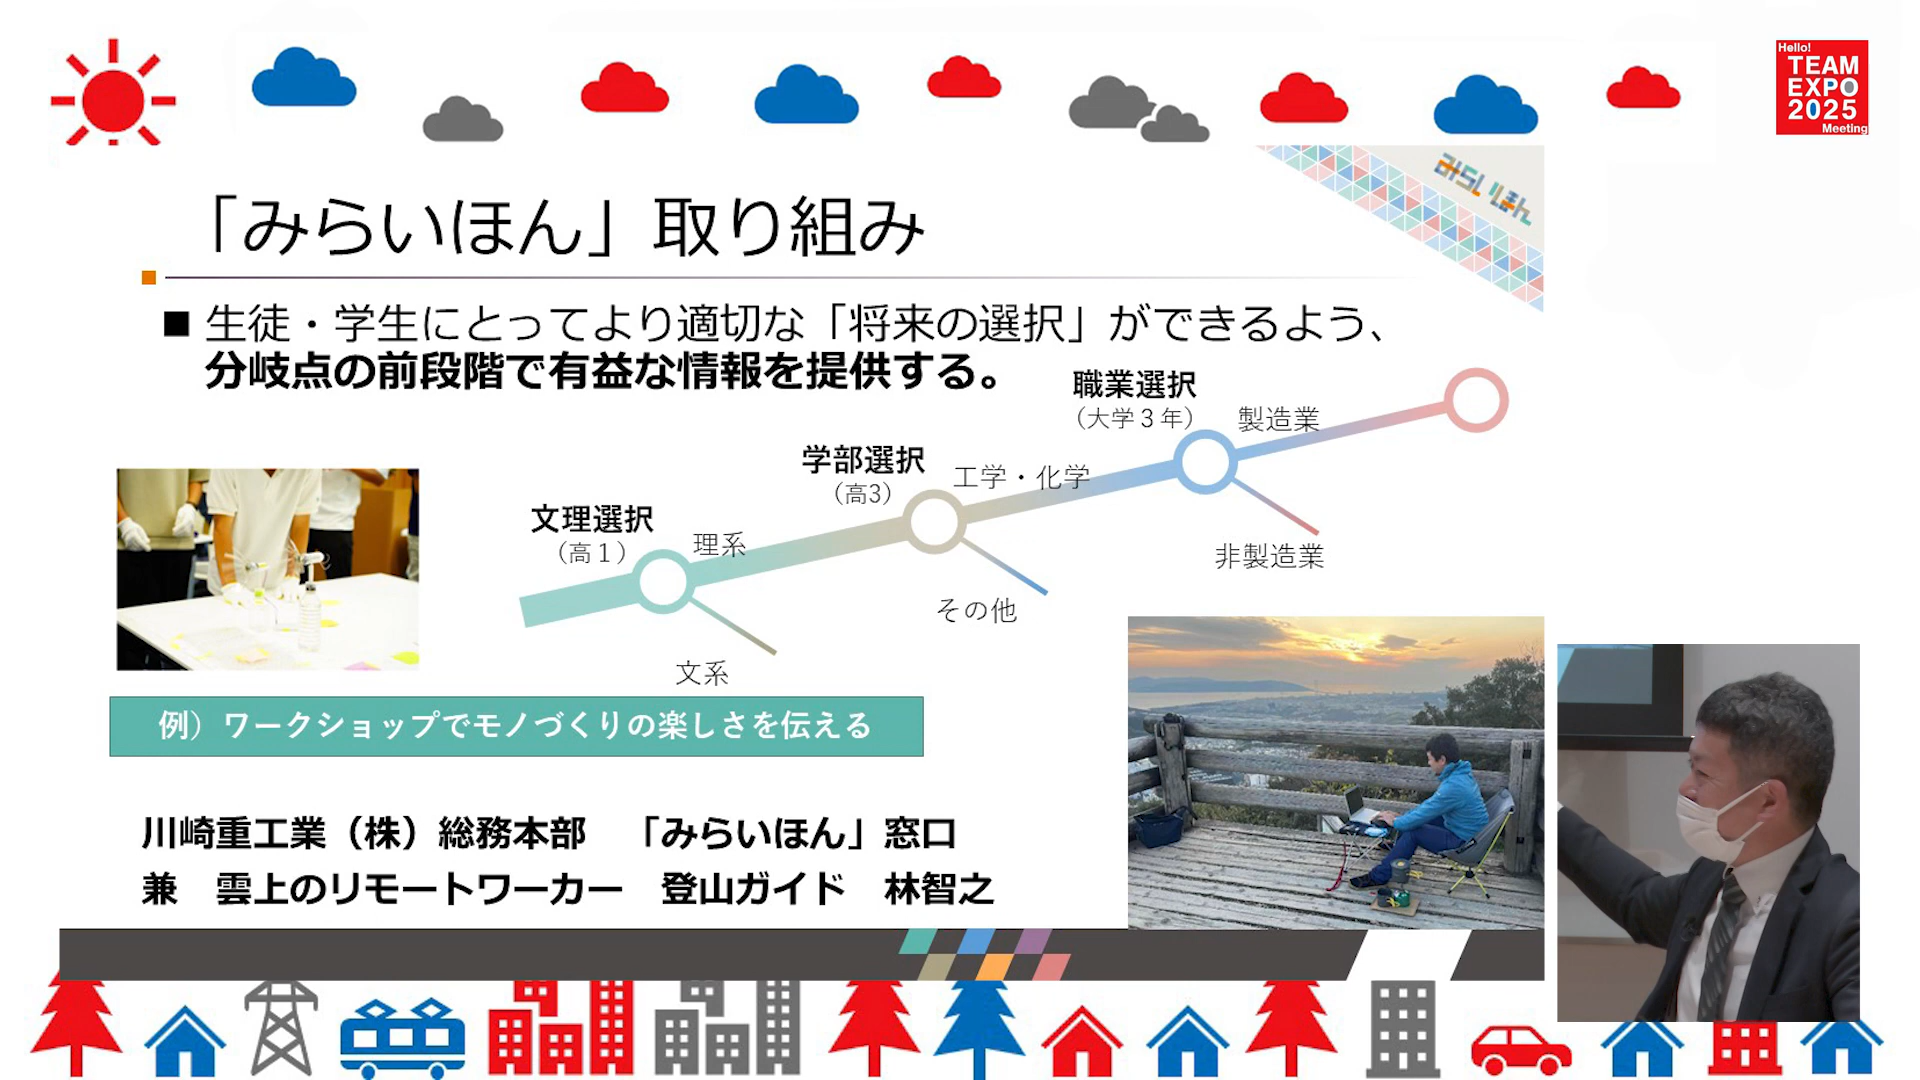 Hello!
TEAM
EXPO
2025
Meeting
みらいほん
「みらいほん」取り組み
■ 生徒・学生にとってより適切な「将来の選択」ができるよう、
分岐点の前段階で有益な情報を提供する。
職業選択
（大学３年）
製造業
学部選択
（高3）
工学・化学
文理選択
（高１）
理系
非製造業
その他
文系
例）ワークショップでモノづくりの楽しさを伝える
川崎重工業（株）総務本部　「みらいほん」窓口
兼　雲上のリモートワーカー　登山ガイド　林智之